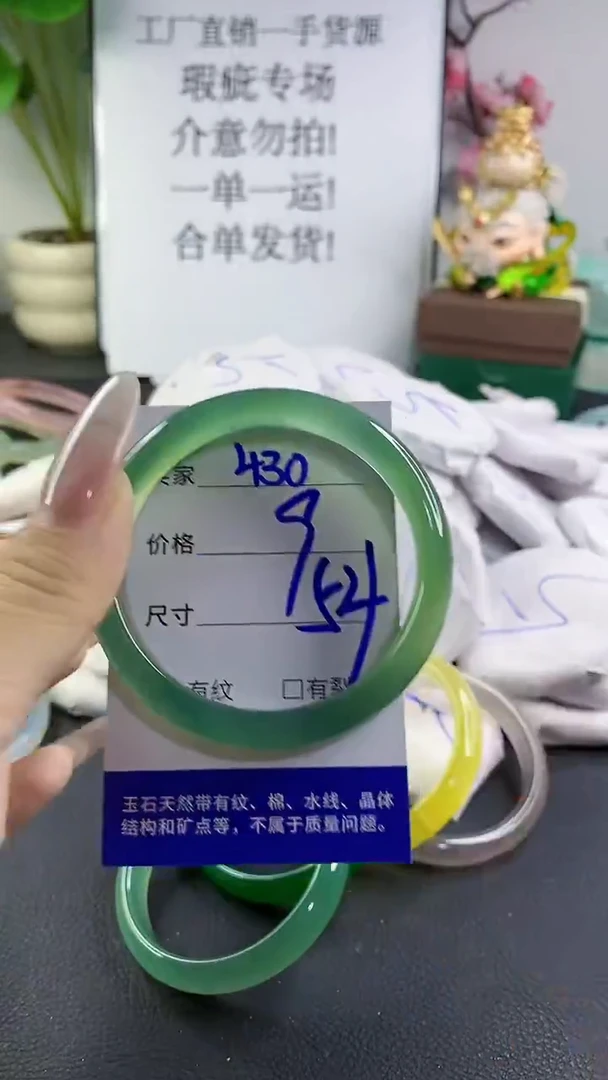 工厂直销一手货源
瑕疵专场
介意勿拍!
一单一运!
合单发货!
家 430
价格 9
尺寸 54
有纹 □有裂
玉石天然带有纹、棉、水线、晶体
结构和矿点等，不属于质量问题。